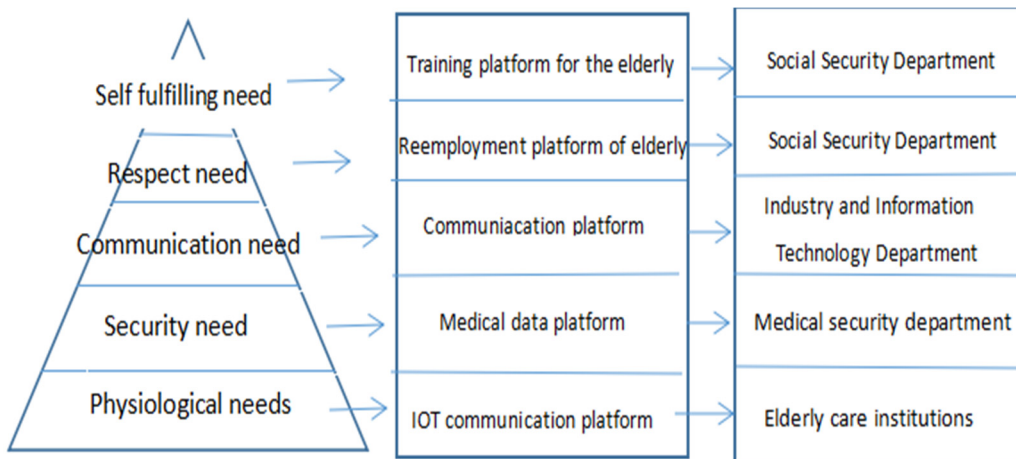 Self fulfilling need
Training platform for the elderly
Social Security Department
Respect need
Reemployment platform of elderly
Social Security Department
Communication need
Communiacation platform
Industry and Information
Technology Department
Security need
Medical data platform
Medical security department
Physiological needs
IOT communication platform
Elderly care institutions